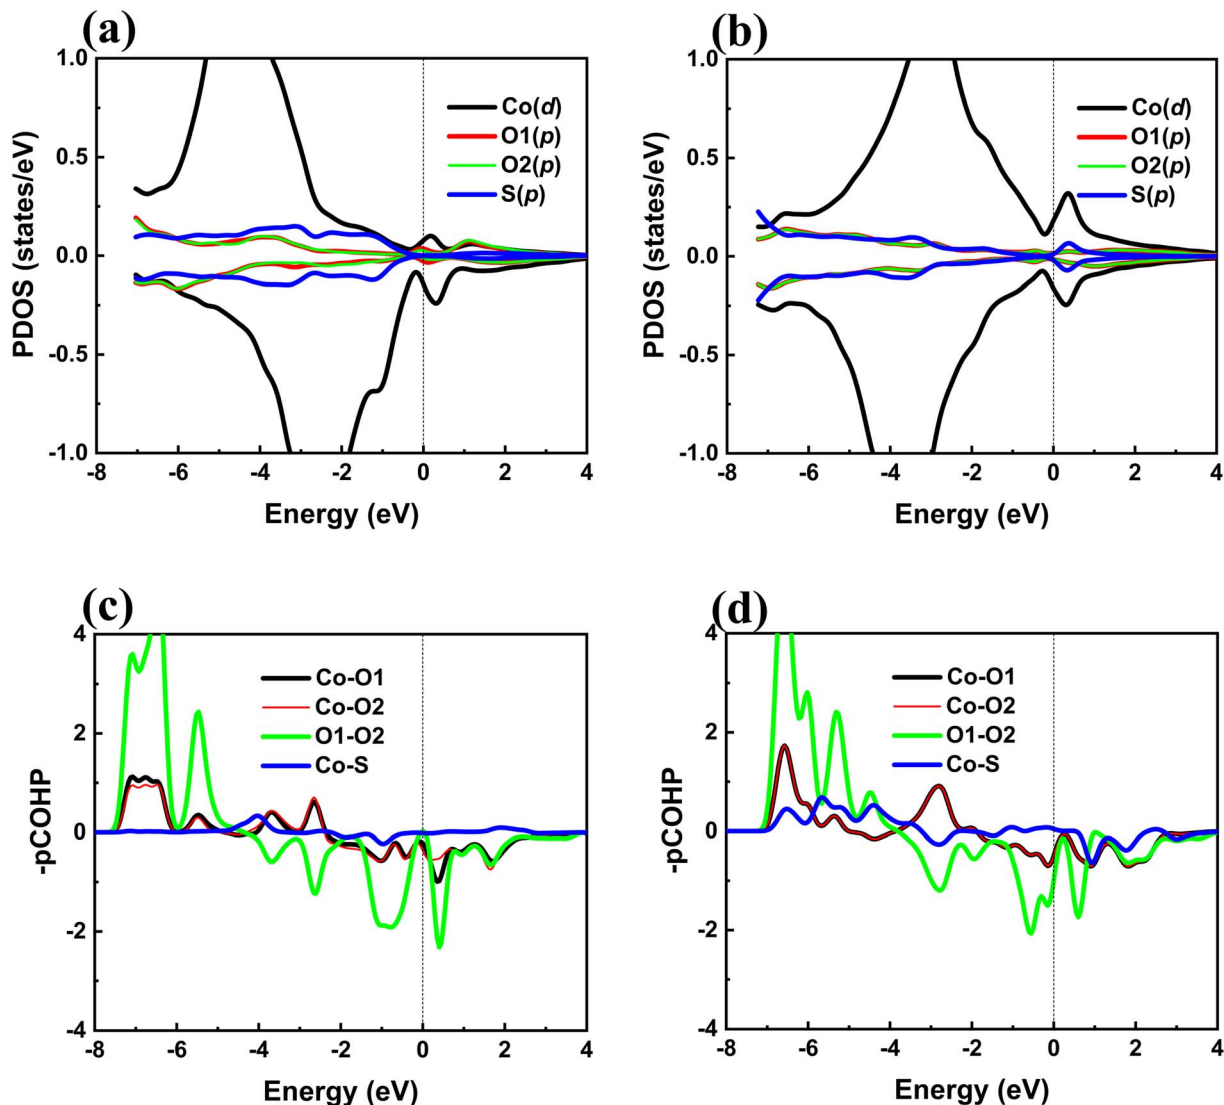 (a)
1.0
0.5
0.0
-0.5
-1.0
PDOS (states/eV)
Co(d)
O1(p)
O2(p)
S(p)
-8 -6 -4 -2 0 2 4
Energy (eV)
(b)
1.0
0.5
0.0
-0.5
-1.0
PDOS (states/eV)
Co(d)
O1(p)
O2(p)
S(p)
-8 -6 -4 -2 0 2 4
Energy (eV)
(c)
4
2
0
-2
-4
-pCOHP
Co-O1
Co-O2
O1-O2
Co-S
-8 -6 -4 -2 0 2 4
Energy (eV)
(d)
4
2
0
-2
-4
-pCOHP
Co-O1
Co-O2
O1-O2
Co-S
-8 -6 -4 -2 0 2 4
Energy (eV)